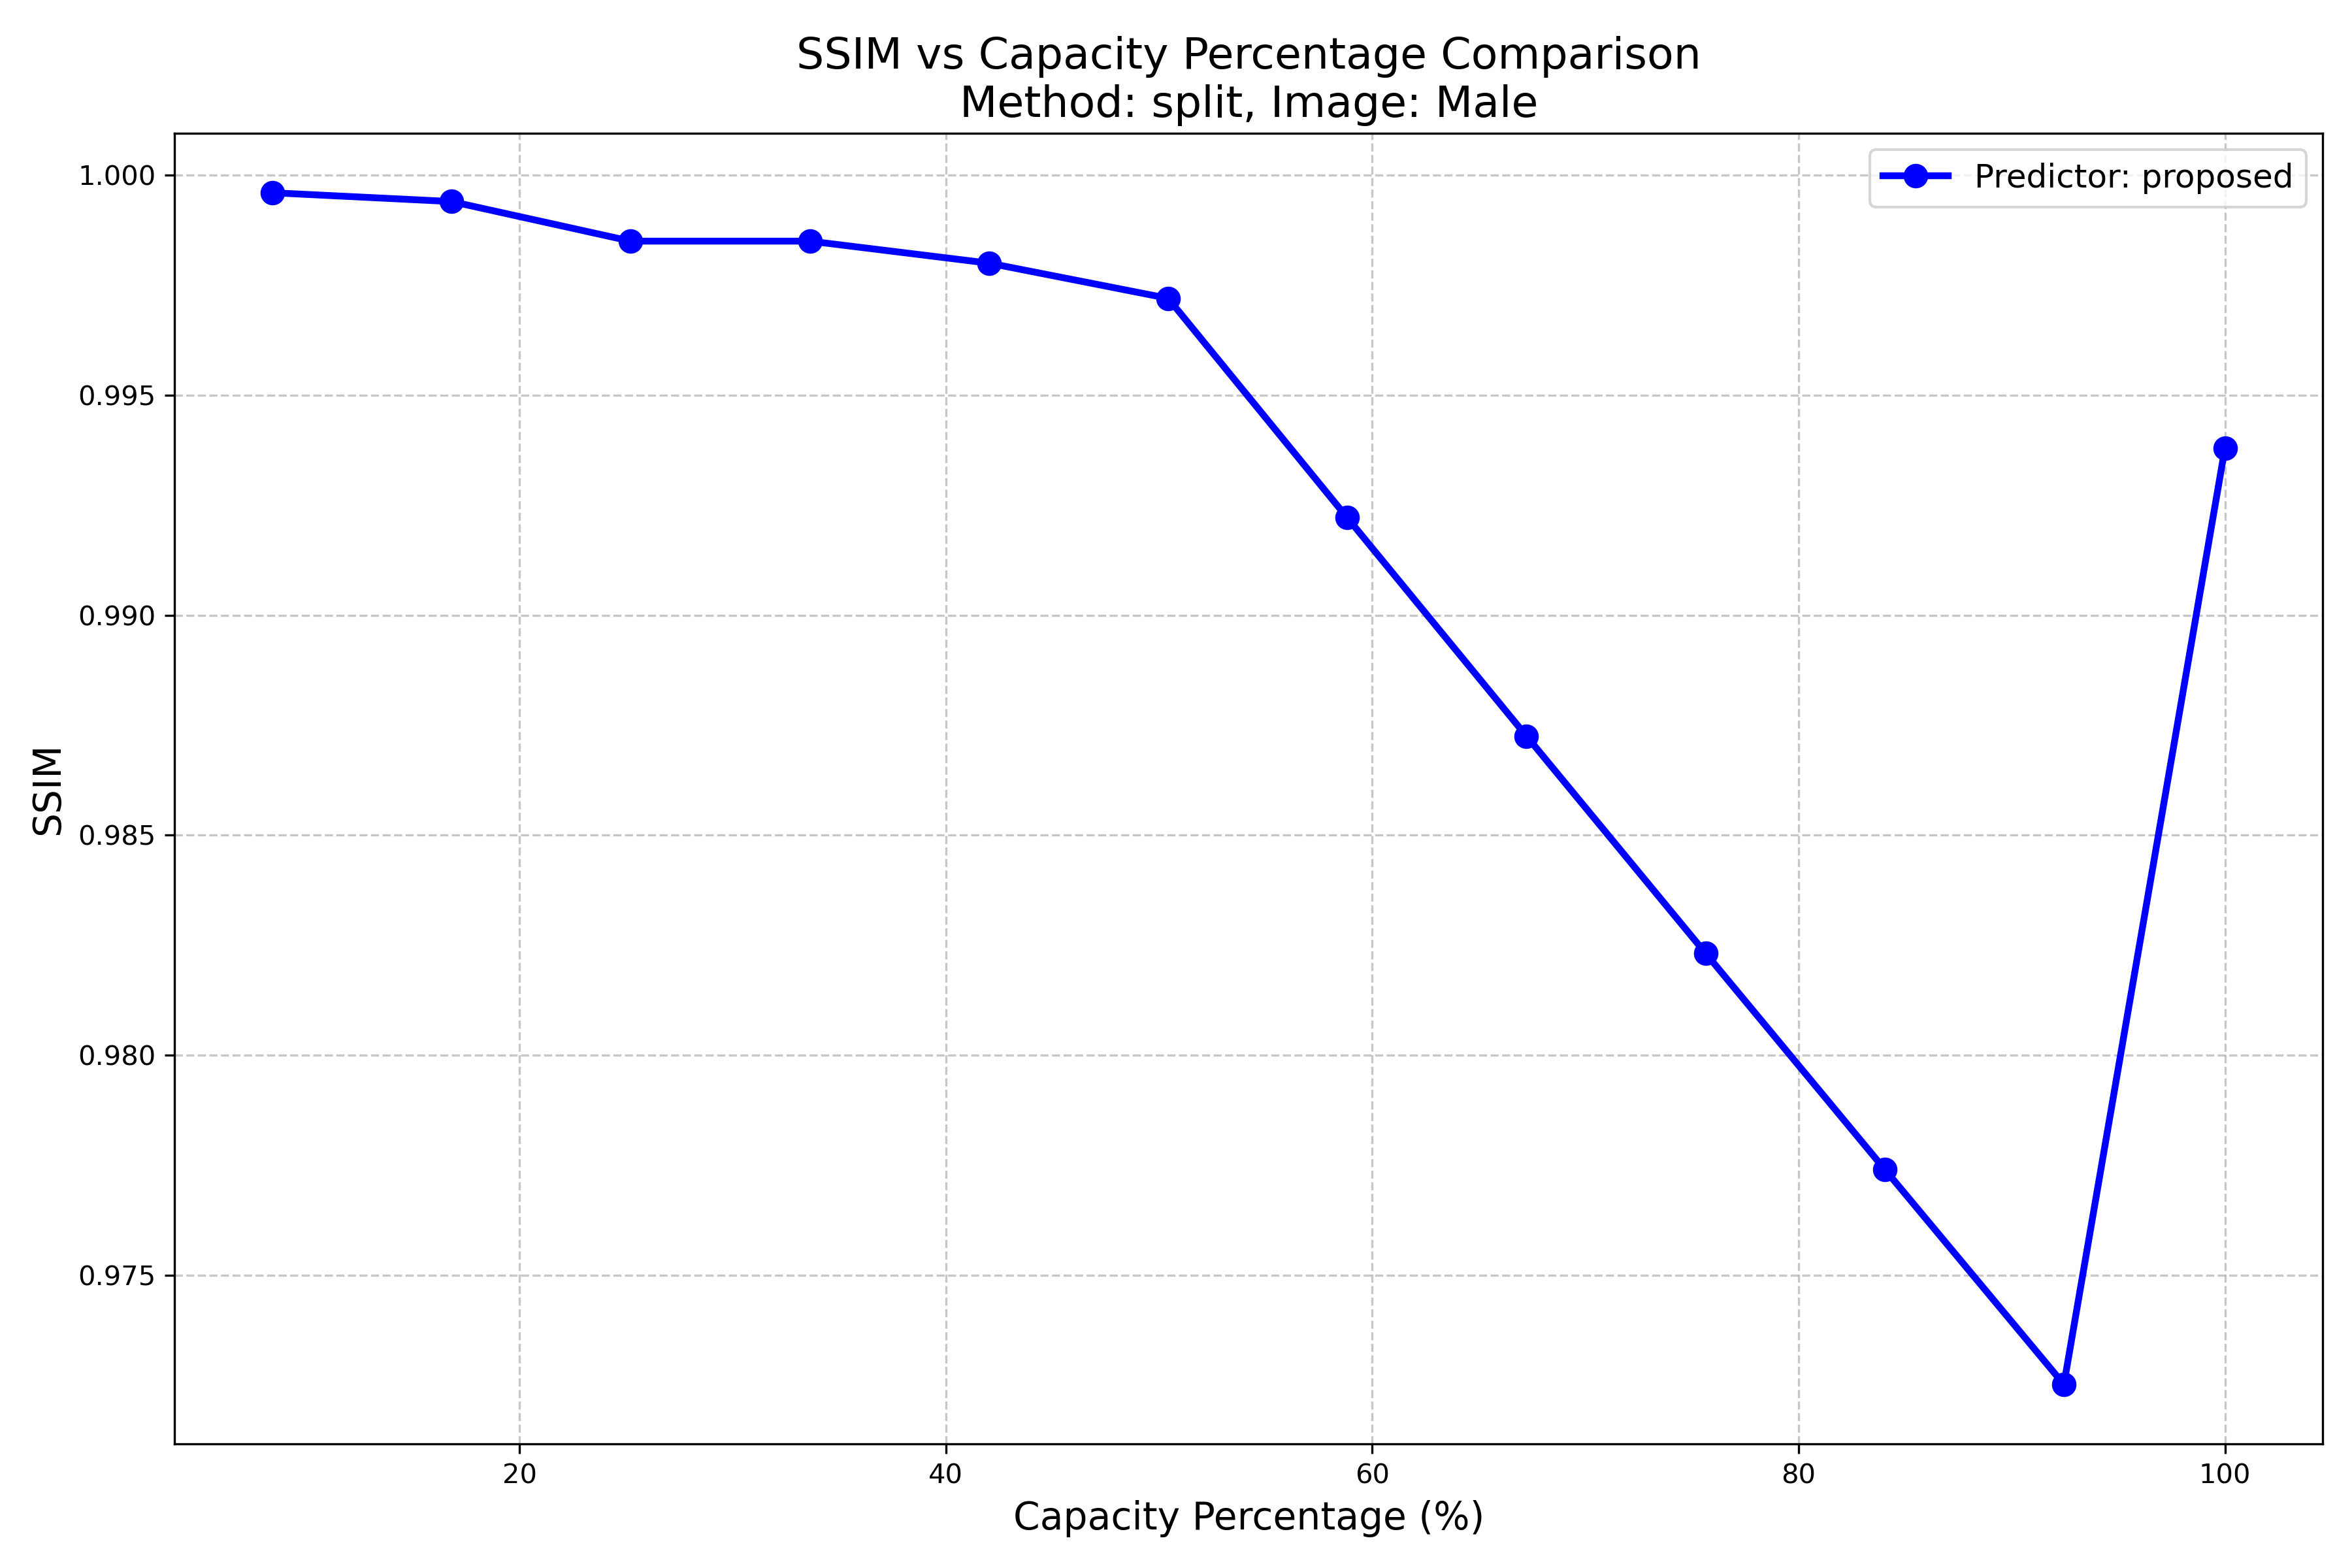 SSIM vs Capacity Percentage Comparison
Method: split, Image: Male
Predictor: proposed
1.000
0.995
0.990
0.985
0.980
0.975
SSIM
20
40
60
80
100
Capacity Percentage (%)